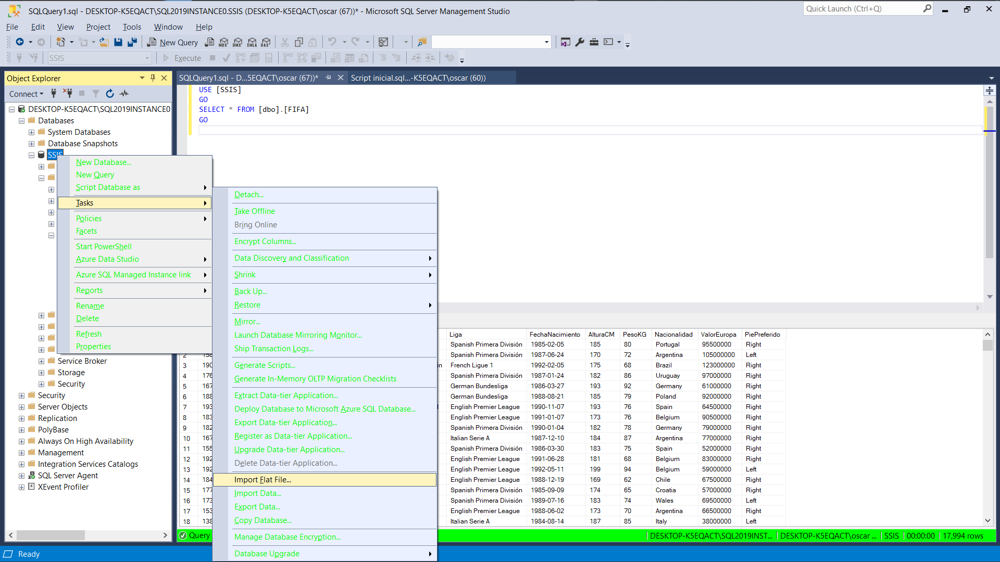 SQLQuery1.sql - DESKTOP-K5EQACT\SQL2019INSTANCE0.SSIS (DESKTOP-K5EQACT\oscar (67))* - Microsoft SQL Server Management Studio
Quick Launch (Ctrl+Q)
File Edit View Project Tools Window Help
New Query MDX DMX XMLA DAX
SSIS Execute
Object Explorer
Connect
DESKTOP-K5EQACT\SQL2019INSTANCE0
Databases
System Databases
Database Snapshots
SSIS
Service Broker
Storage
Security
Security
Server Objects
Replication
PolyBase
Always On High Availability
Management
Integration Services Catalogs
SQL Server Agent
XEvent Profiler
New Database...
New Query
Script Database as
Tasks
Policies
Facets
Start PowerShell
Azure Data Studio
Azure SQL Managed Instance link
Reports
Rename
Delete
Refresh
Properties
Detach...
Take Offline
Bring Online
Encrypt Columns...
Data Discovery and Classification
Shrink
Back Up...
Restore
Mirror...
Launch Database Mirroring Monitor...
Ship Transaction Logs...
Generate Scripts...
Generate In-Memory OLTP Migration Checklists
Extract Data-tier Application...
Deploy Database to Microsoft Azure SQL Database...
Export Data-tier Application...
Register as Data-tier Application...
Upgrade Data-tier Application...
Delete Data-tier Application...
Import Flat File...
Import Data...
Export Data...
Copy Database...
Manage Database Encryption...
Database Upgrade
SQLQuery1.sql - D...5EQACT\oscar (67))* Script inicial.sql...-K5EQACT\oscar (60))
USE [SSIS]
GO
SELECT * FROM [dbo].[FIFA]
GO
Liga FechaNacimiento AlturaCM PesoKG Nacionalidad ValorEuropa PiePreferido
Spanish Primera División 1985-02-05 185 80 Portugal 95500000 Right
2 158 Spanish Primera División 1987-06-24 170 72 Argentina 105000000 Left
3 190 in French Ligue 1 1992-02-05 175 68 Brazil 123000000 Right
4 176 Spanish Primera División 1987-01-24 182 86 Uruguay 97000000 Right
5 167 German Bundesliga 1986-03-27 193 92 Germany 61000000 Right
6 188 German Bundesliga 1988-08-21 185 79 Poland 92000000 Right
7 193 English Premier League 1990-11-07 193 76 Spain 64500000 Right
8 183 English Premier League 1991-01-07 173 76 Belgium 90500000 Right
9 182 English Premier League 1990-01-04 182 78 Germany 79000000 Right
10 167 Italian Serie A 1987-12-10 184 87 Argentina 77000000 Right
11 155 Spanish Primera División 1986-03-30 183 75 Spain 52000000 Right
12 192 English Premier League 1991-06-28 181 68 Belgium 83000000 Right
13 192 English Premier League 1992-05-11 199 94 Belgium 59000000 Left
14 184 English Premier League 1988-12-19 169 62 Chile 67500000 Right
15 177 Spanish Primera División 1985-09-09 174 65 Croatia 57000000 Right
16 173 Spanish Primera División 1989-07-16 183 74 Wales 69500000 Left
17 153 English Premier League 1988-06-02 173 70 Argentina 66500000 Right
18 138 Italian Serie A 1984-08-14 187 85 Italy 38000000 Left
Query DESKTOP-K5EQACT\SQL2019INST... DESKTOP-K5EQACT\oscar ... SSIS 00:00:00 17,994 rows
Ready